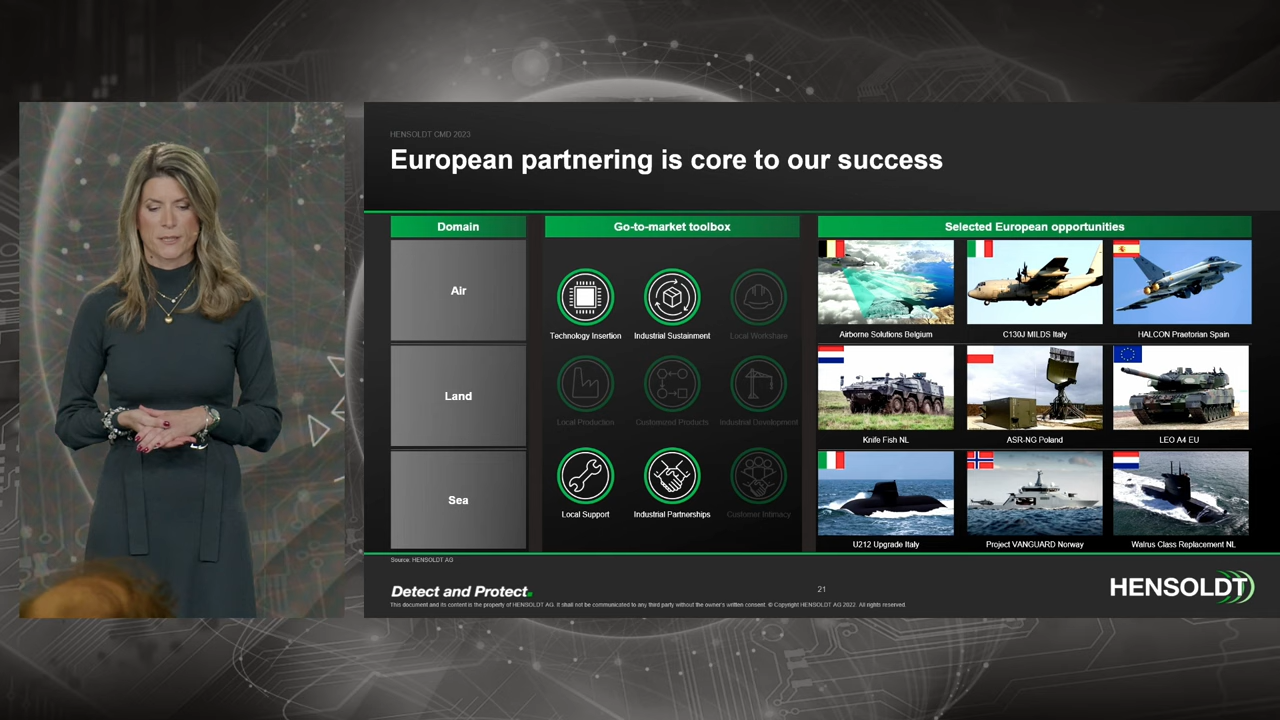 HENSOLDT CMD 2023
European partnering is core to our success
Domain
Go-to-market toolbox
Selected European opportunities
Air
Technology Insertion
Industrial Sustainment
Local Workshare
Airborne Solutions Belgium
C130J MILDS Italy
HALCON Praetorian Spain
Land
Local Production
Customized Products
Industrial Development
Knife Fish NL
ASR-NG Poland
LEO A4 EU
Sea
Local Support
Industrial Partnerships
Customer Intimacy
U212 Upgrade Italy
Project VANGUARD Norway
Walrus Class Replacement NL
Source: HENSOLDT AG
Detect and Protect.
21
HENSOLDT
This document and its content is the property of HENSOLDT AG. It shall not be communicated to any third party without the owner's written consent. © Copyright HENSOLDT AG 2022. All rights reserved.